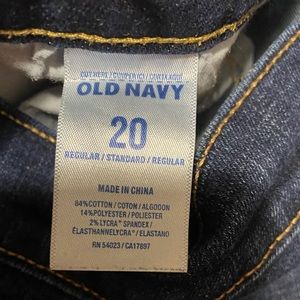 CUT HERE / COUPER ICI / CORTA AQUI
OLD NAVY
20
REGULAR / STANDARD / REGULAR
MADE IN CHINA
84%COTTON / COTON / ALGODON
14%POLYESTER / POLIESTER
2% LYCRA® SPANDEX /
ÉLASTHANNELYCRA® / ELASTANO
RN 54023 / CA17897